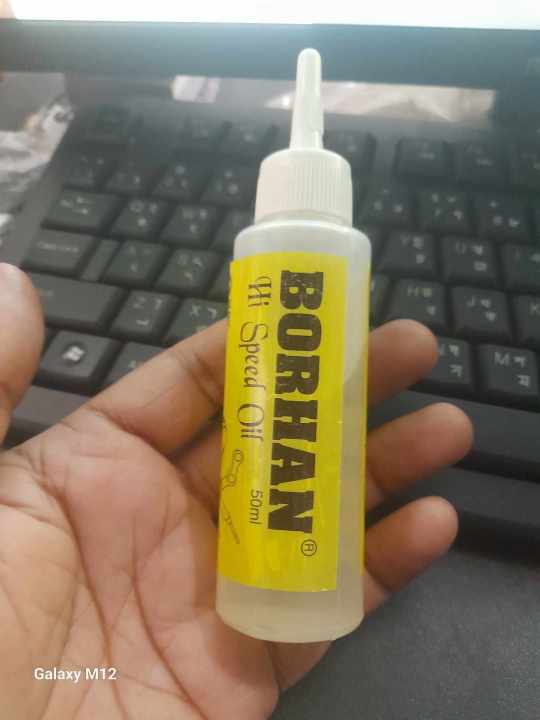 BORHAN®
Hi Speed Oil
50ml
Galaxy M12